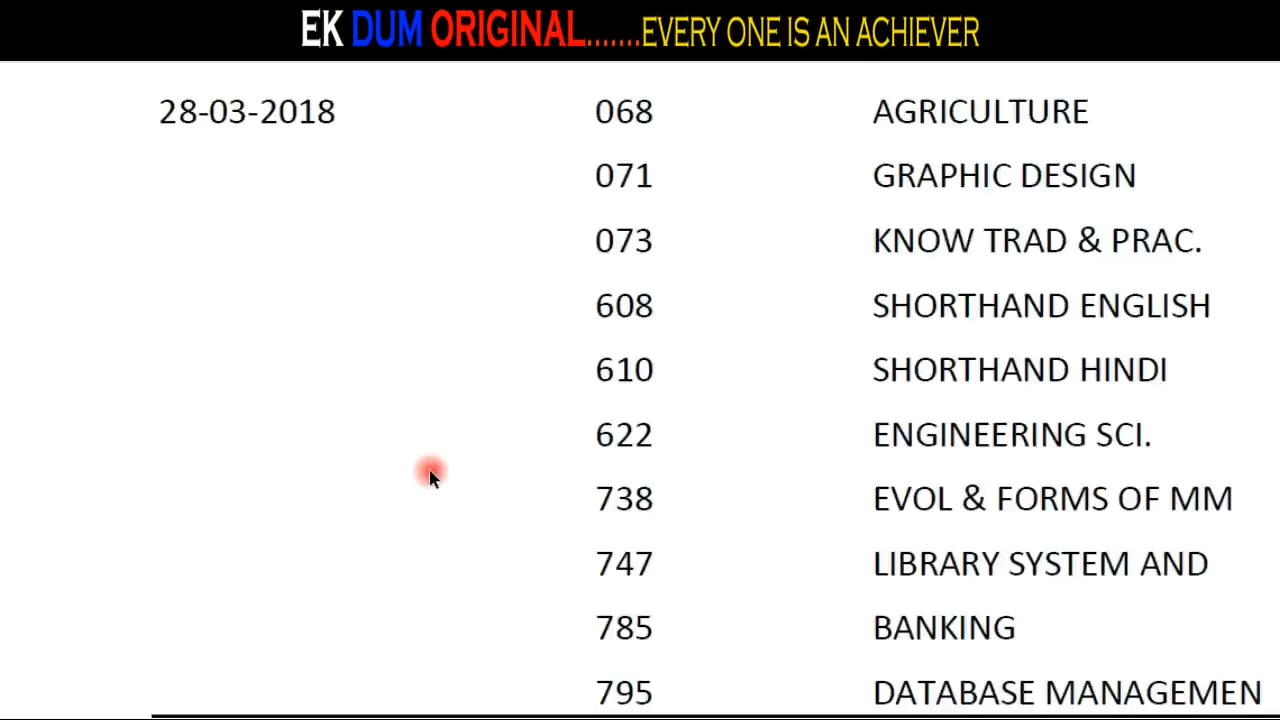 EK DUM ORIGINAL.......EVERY ONE IS AN ACHIEVER
28-03-2018 068 AGRICULTURE
071 GRAPHIC DESIGN
073 KNOW TRAD & PRAC.
608 SHORTHAND ENGLISH
610 SHORTHAND HINDI
622 ENGINEERING SCI.
738 EVOL & FORMS OF MM
747 LIBRARY SYSTEM AND
785 BANKING
795 DATABASE MANAGEMEN